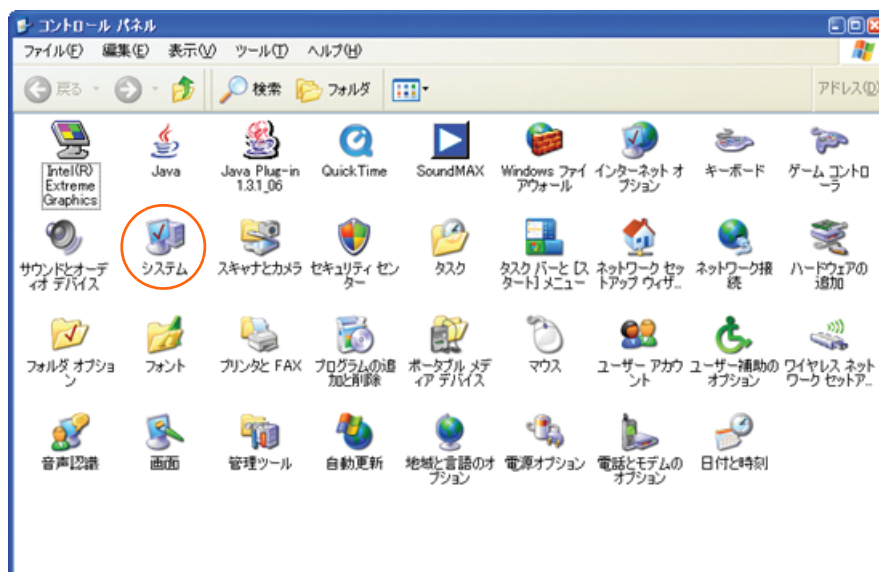 コントロール パネル
ファイル(F) 編集(E) 表示(V) ツール(T) ヘルプ(H)
戻る 検索 フォルダ アドレス(D)
Intel(R)
Extreme
Graphics
Java
Java Plug-in
1.3.1_06
QuickTime
SoundMAX
Windows ファイ
アウォール
インターネット オ
プション
キーボード
ゲーム コントロ
ーラ
サウンドとオーデ
ィオ デバイス
システム
スキャナとカメラ
セキュリティ セン
ター
タスク
タスク バーと [ス
タート] メニュー
ネットワーク セッ
トアップ ウィザ...
ネットワーク接
続
ハードウェアの
追加
フォルダ オプショ
ン
フォント
プリンタと FAX
プログラムの追
加と削除
ポータブル メデ
ィア デバイス
マウス
ユーザー アカウ
ント
ユーザー補助の
オプション
ワイヤレス ネット
ワーク セットア...
音声認識
画面
管理ツール
自動更新
地域と言語のオ
プション
電源オプション
電話とモデムの
オプション
日付と時刻